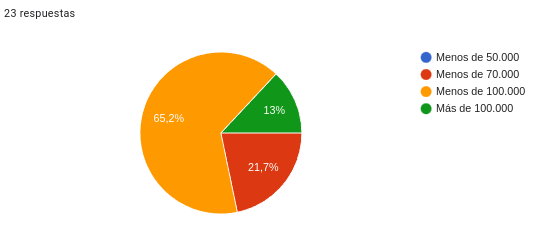 23 respuestas
Menos de 50.000
Menos de 70.000
Menos de 100.000
Más de 100.000
65,2%
13%
21,7%